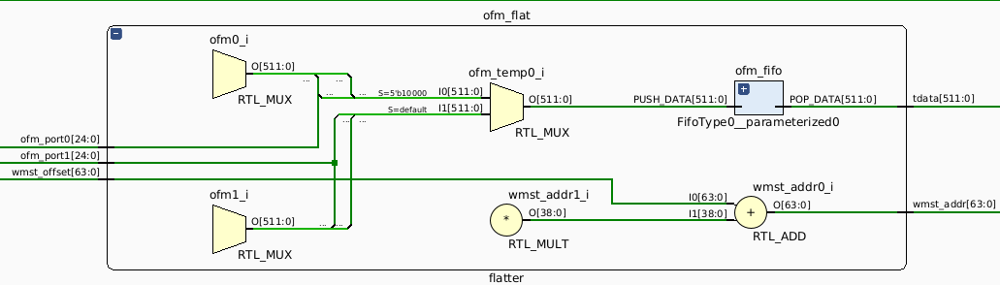 ofm_flat
ofm0_i
O[511:0]
...
...
RTL_MUX
ofm_temp0_i
S=5'b10000
I0[511:0]
S=default
I1[511:0]
... ...
O[511:0]
RTL_MUX
ofm_fifo
PUSH_DATA[511:0]
POP_DATA[511:0]
FifoType0__parameterized0
tdata[511:0]
ofm_port0[24:0]
ofm_port1[24:0]
wmst_offset[63:0]
ofm1_i
O[511:0]
... ...
RTL_MUX
wmst_addr1_i
*
O[38:0]
RTL_MULT
wmst_addr0_i
I0[63:0]
I1[38:0]
+
O[63:0]
RTL_ADD
wmst_addr[63:0]
flatter